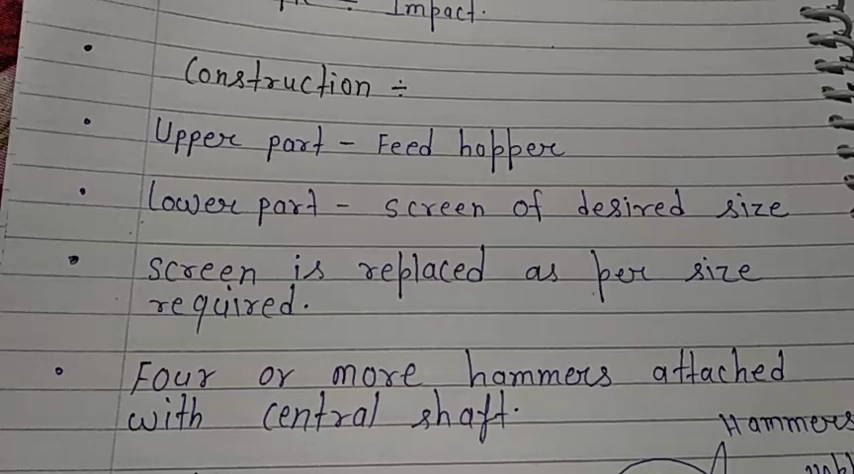 Impact.
Construction ÷
Upper part - Feed hopper
Lower part - screen of desired size
screen is replaced as per size
required.
Four or more hammers attached
with central shaft.
Hammers